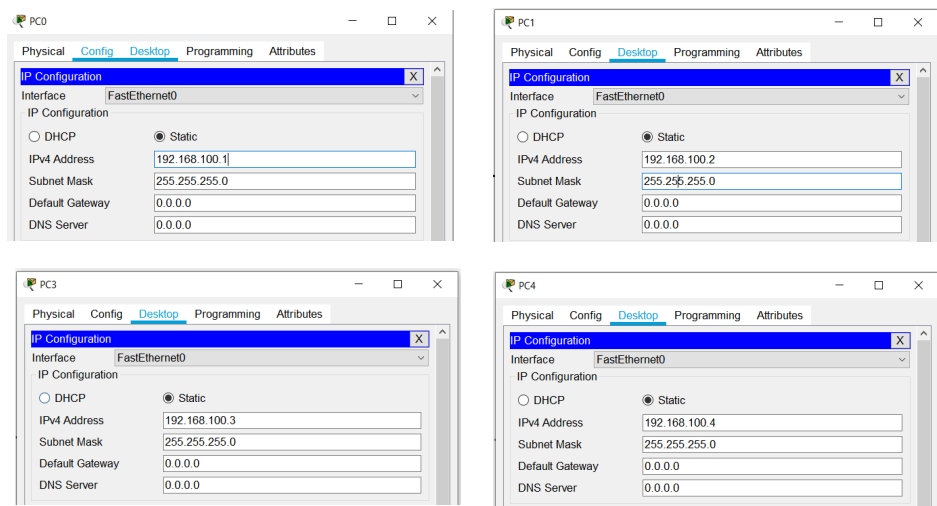 PC0
Physical Config Desktop Programming Attributes
IP Configuration X
Interface FastEthernet0
IP Configuration
DHCP Static
IPv4 Address 192.168.100.1
Subnet Mask 255.255.255.0
Default Gateway 0.0.0.0
DNS Server 0.0.0.0
PC1
Physical Config Desktop Programming Attributes
IP Configuration X
Interface FastEthernet0
IP Configuration
DHCP Static
IPv4 Address 192.168.100.2
Subnet Mask 255.255.255.0
Default Gateway 0.0.0.0
DNS Server 0.0.0.0
PC3
Physical Config Desktop Programming Attributes
IP Configuration X
Interface FastEthernet0
IP Configuration
DHCP Static
IPv4 Address 192.168.100.3
Subnet Mask 255.255.255.0
Default Gateway 0.0.0.0
DNS Server 0.0.0.0
PC4
Physical Config Desktop Programming Attributes
IP Configuration X
Interface FastEthernet0
IP Configuration
DHCP Static
IPv4 Address 192.168.100.4
Subnet Mask 255.255.255.0
Default Gateway 0.0.0.0
DNS Server 0.0.0.0